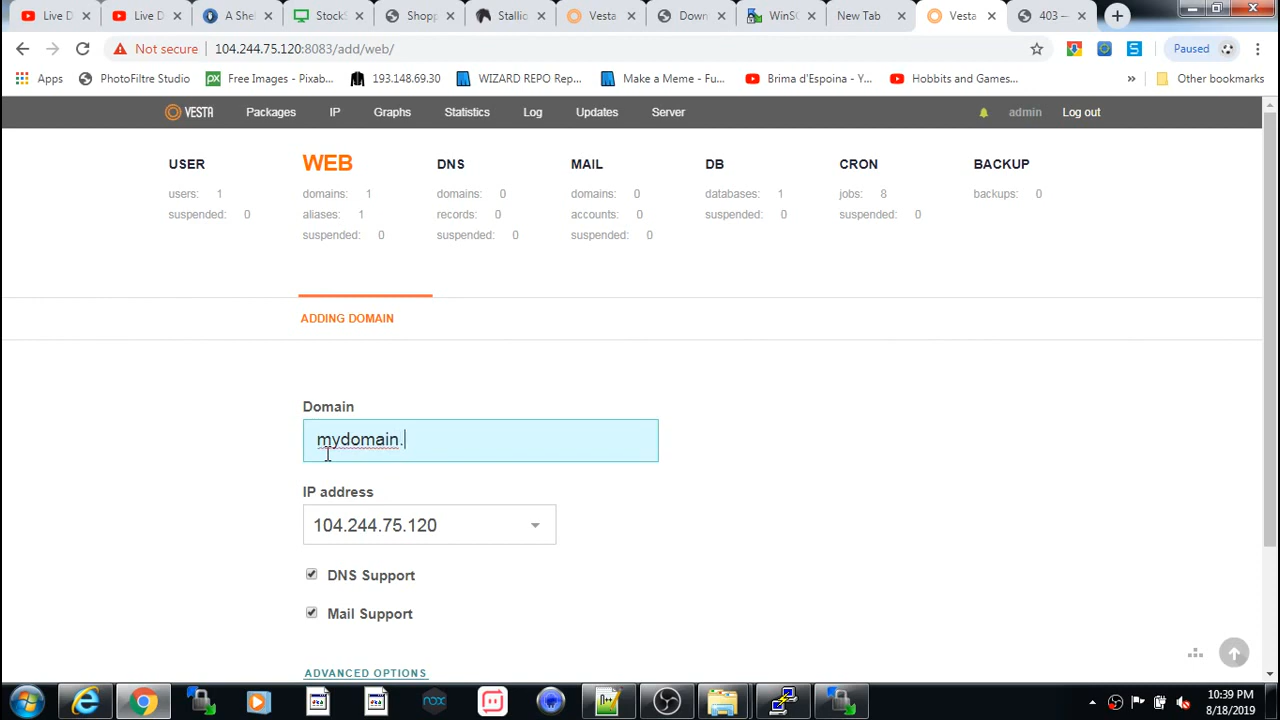 Live D
Live D
A She
StockS
Shopp
Vesta
Down
WinS
New Tab
Vesta
403 —
Not secure 104.244.75.120:8083/add/web/
Paused
Apps
PhotoFiltre Studio
Free Images - Pixab...
193.148.69.30
WIZARD REPO Rep...
Make a Meme - Fu...
Brima d'Espoina - Y...
Hobbits and Games...
»
Other bookmarks
VESTA Packages IP Graphs Statistics Log Updates Server admin Log out
USER WEB DNS MAIL DB CRON BACKUP
users: 1 domains: 1 domains: 0 domains: 0 databases: 1 jobs: 8 backups: 0
suspended: 0 aliases: 1 records: 0 accounts: 0 suspended: 0 suspended: 0
suspended: 0 suspended: 0 suspended: 0
ADDING DOMAIN
Domain
mydomain.
IP address
104.244.75.120
DNS Support
Mail Support
ADVANCED OPTIONS
nox
10:39 PM
8/18/2019